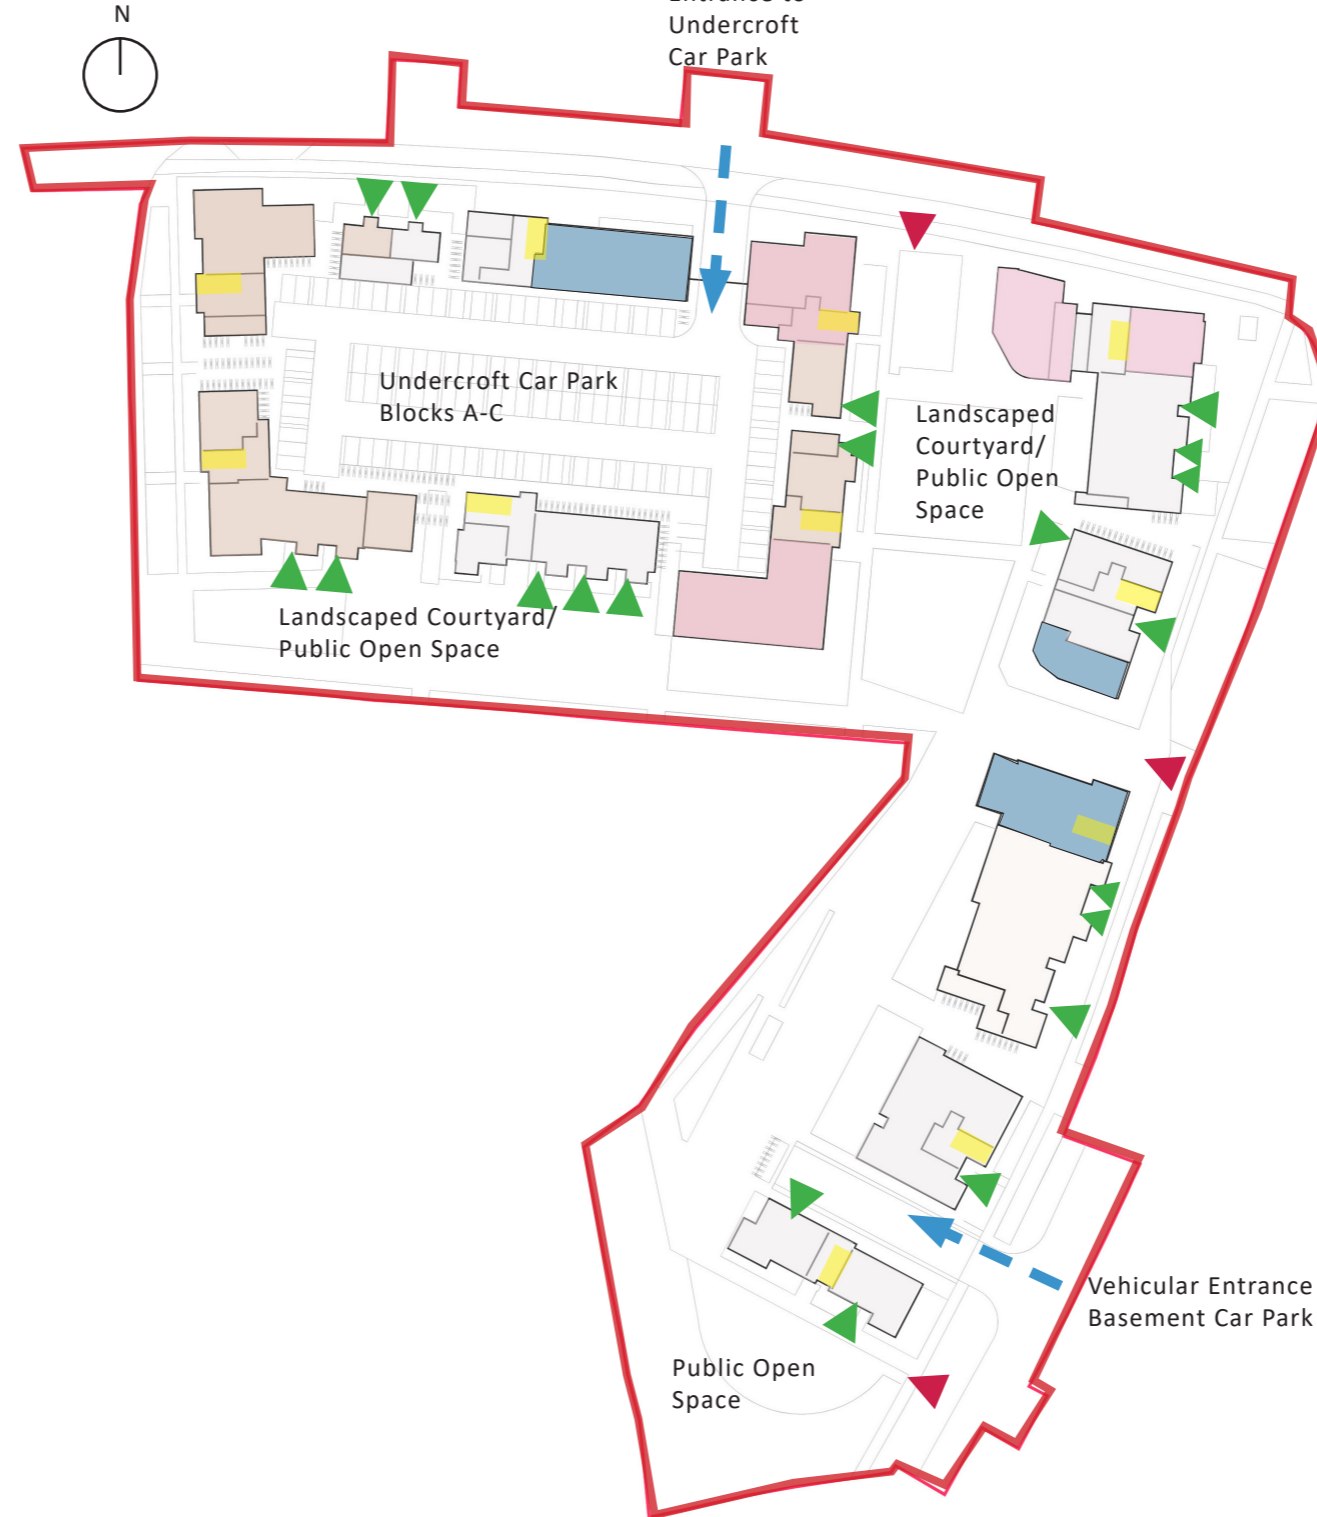 N
Undercroft
Car Park
Undercroft Car Park
Blocks A-C
Landscaped
Courtyard/
Public Open
Space
Landscaped Courtyard/
Public Open Space
Vehicular Entrance
Basement Car Park
Public Open
Space